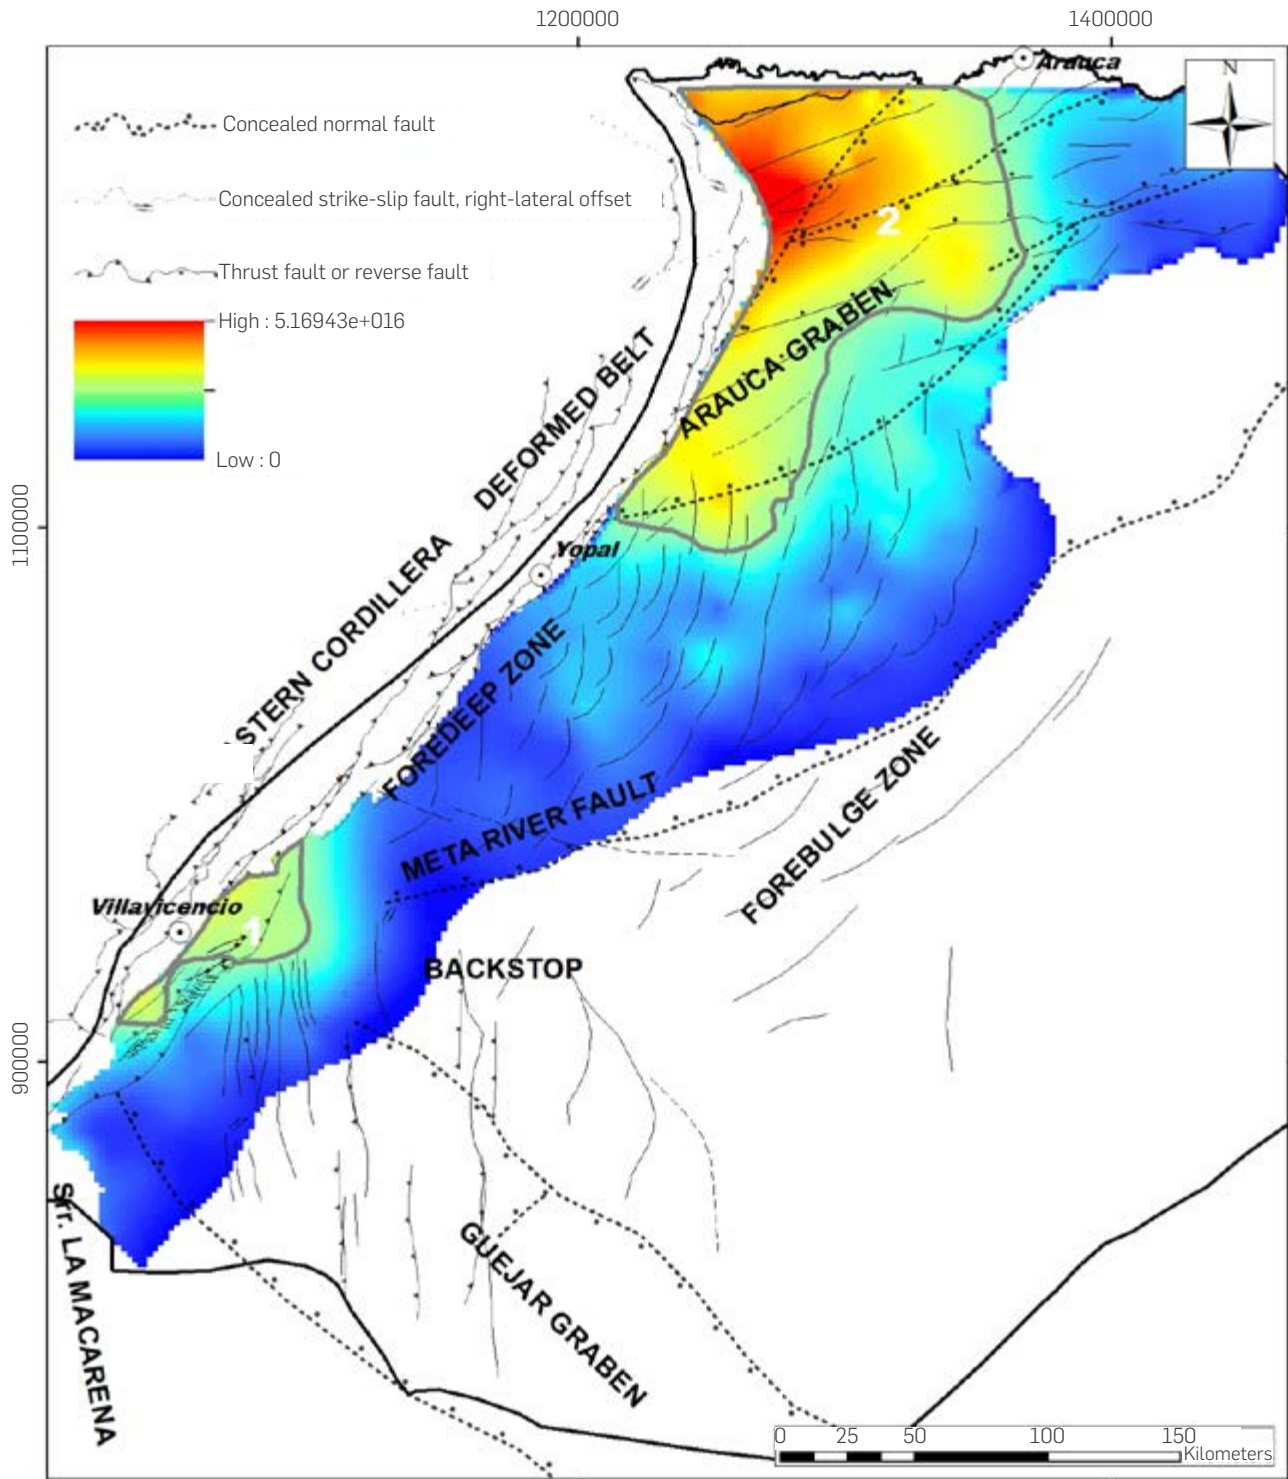 1200000
1400000
Arauca
N
Concealed normal fault
Concealed strike-slip fault, right-lateral offset
Thrust fault or reverse fault
High : 5.16943e+016
Low : 0
2
ARAUCA GRABEN
DEFORMED BELT
1100000
Yopal
STERN CORDILLERA
FOREDEEP ZONE
META RIVER FAULT
FOREBULGE ZONE
Villavicencio
1
BACKSTOP
900000
Srr. LA MACARENA
GUEJAR GRABEN
0 25 50 100 150
Kilometers